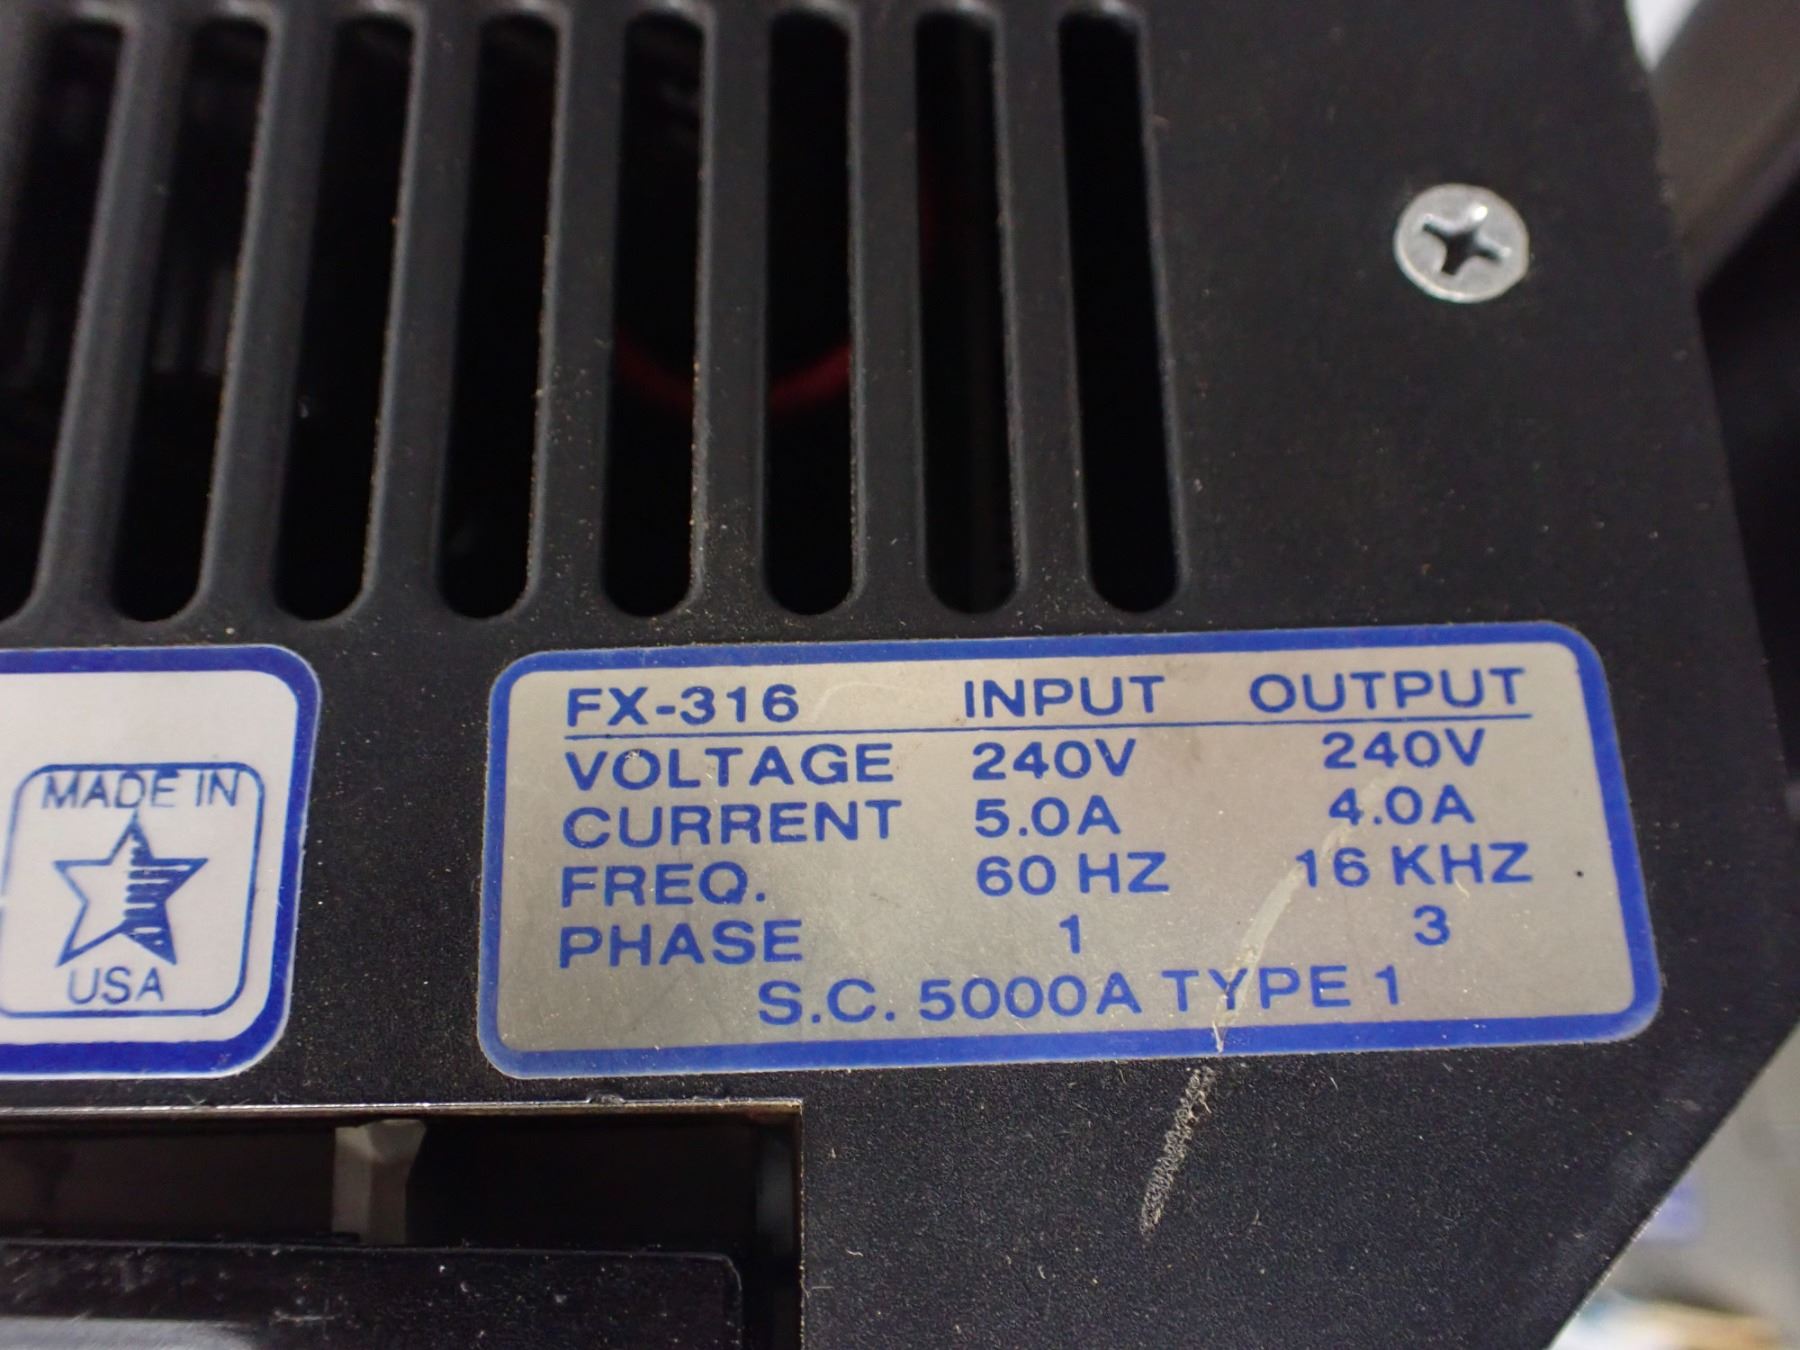 FX-316 INPUT OUTPUT
VOLTAGE 240V 240V
CURRENT 5.0A 4.0A
FREQ. 60 HZ 16 KHZ
PHASE 1 3
S.C. 5000A TYPE 1
MADE IN
USA